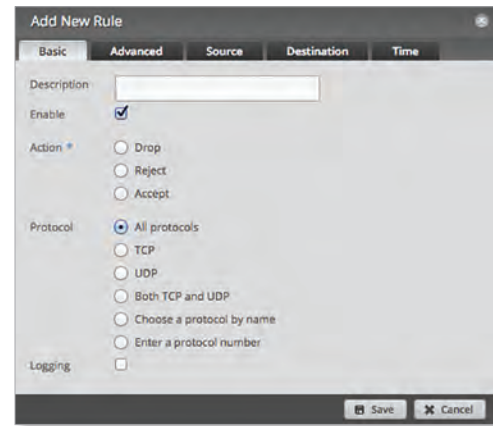 Add New Rule
Basic Advanced Source Destination Time
Description
Enable
Action * Drop
Reject
Accept
Protocol All protocols
TCP
UDP
Both TCP and UDP
Choose a protocol by name
Enter a protocol number
Logging
Save Cancel